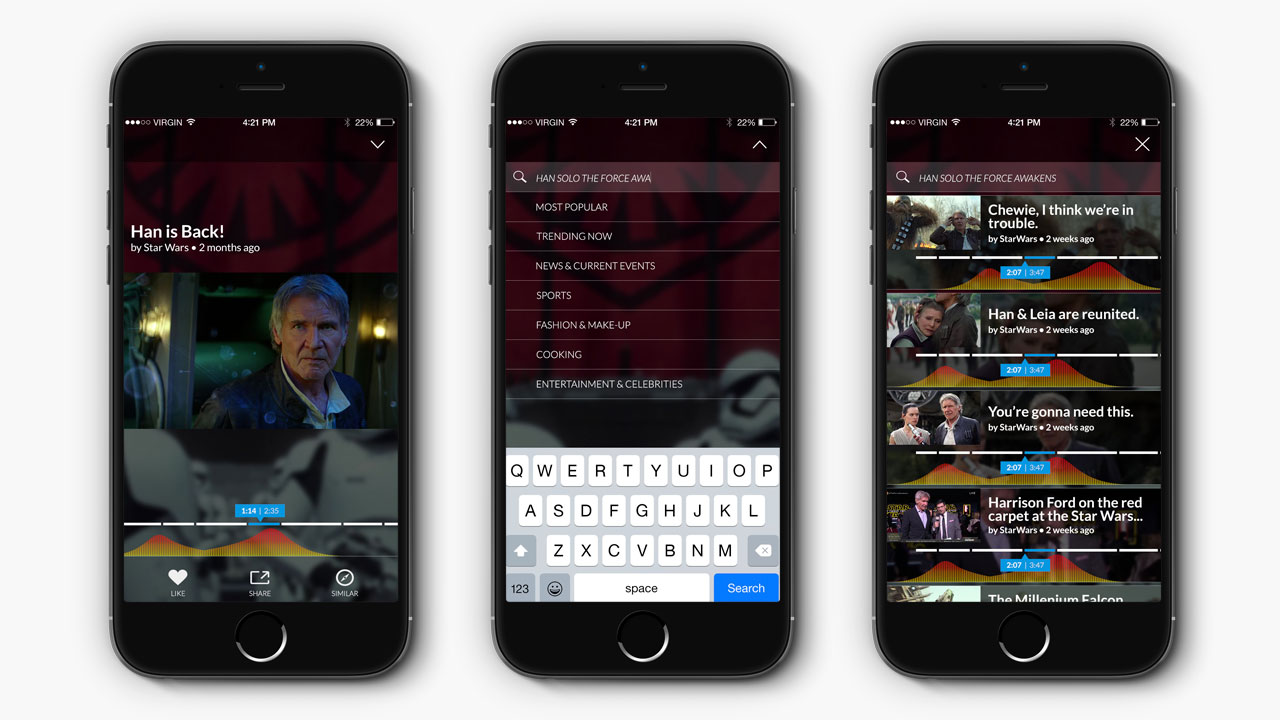 VIRGIN
4:21 PM
22%
Han is Back!
by Star Wars • 2 months ago
1:14 | 2:35
LIKE
SHARE
SIMILAR
VIRGIN
4:21 PM
22%
HAN SOLO THE FORCE AWA
MOST POPULAR
TRENDING NOW
NEWS & CURRENT EVENTS
SPORTS
FASHION & MAKE-UP
COOKING
ENTERTAINMENT & CELEBRITIES
Q W E R T Y U I O P
A S D F G H J K L
Z X C V B N M
123 space Search
VIRGIN
4:21 PM
22%
HAN SOLO THE FORCE AWAKENS
Chewie, I think we’re in
trouble.
by StarWars • 2 weeks ago
2:07 | 3:47
Han & Leia are reunited.
by StarWars • 2 weeks ago
2:07 | 3:47
You’re gonna need this.
by StarWars • 2 weeks ago
2:07 | 3:47
Harrison Ford on the red
carpet at the Star Wars...
by StarWars • 2 weeks ago
2:07 | 3:47
The Millenium Falcon